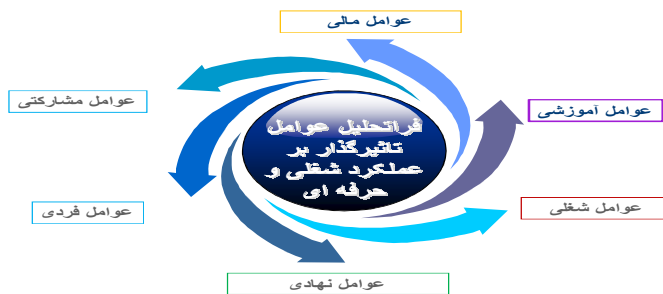 عوامل مالی
عوامل مشارکتی
عوامل آموزشی
فراتحلیل عوامل
تاثیرگذار بر
عملکرد شغلی و
حرفه ای
عوامل فردی
عوامل شغلی
عوامل نهادی